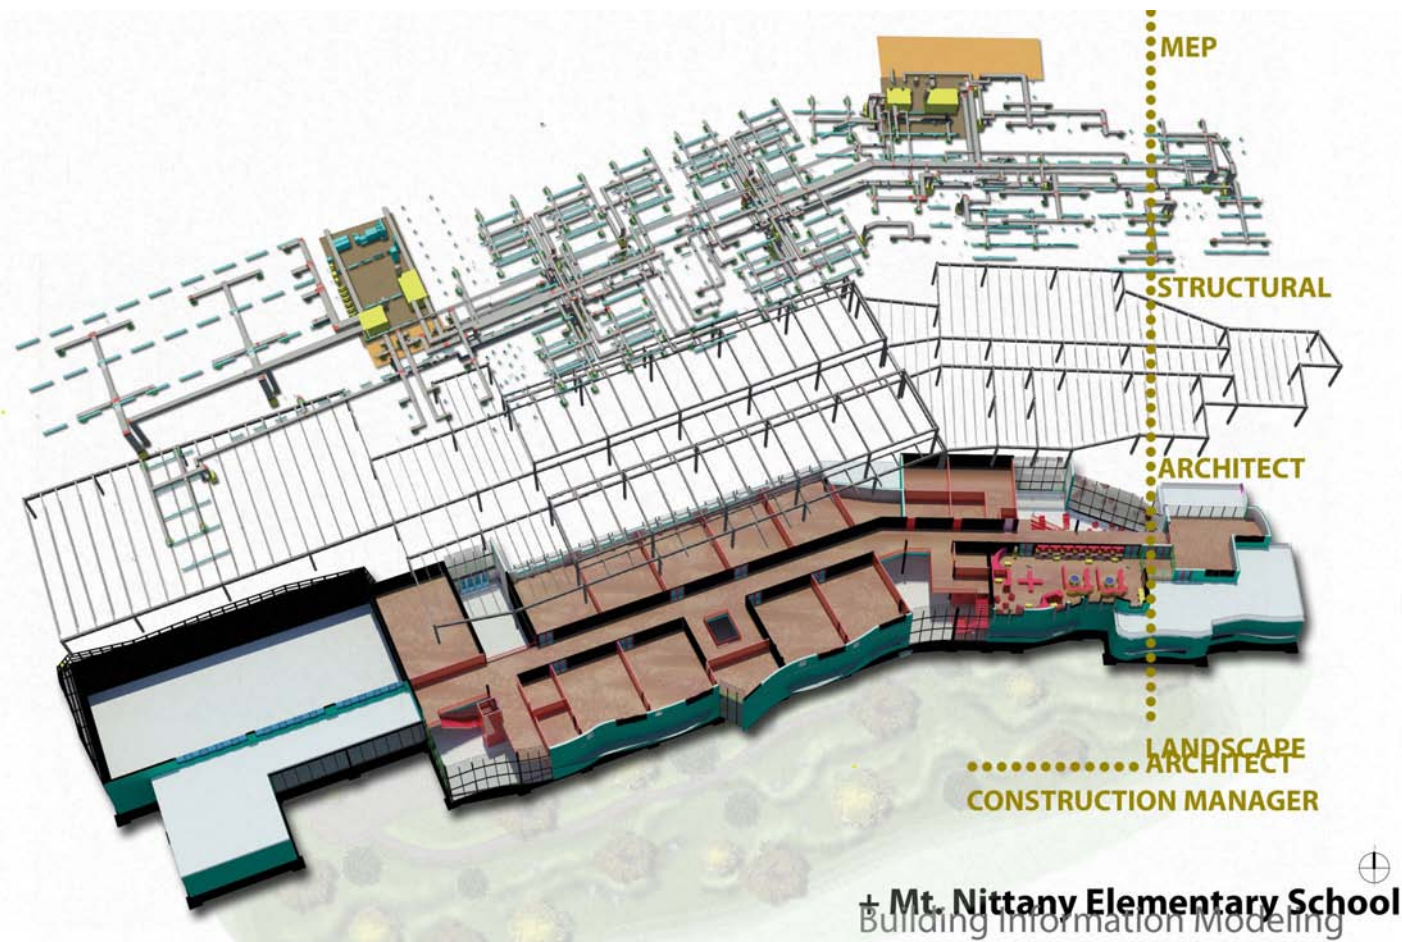 MEP
STRUCTURAL
ARCHITECT
LANDSCAPE
ARCHITECT
CONSTRUCTION MANAGER
+ Mt. Nittany Elementary School
Building Information Modeling